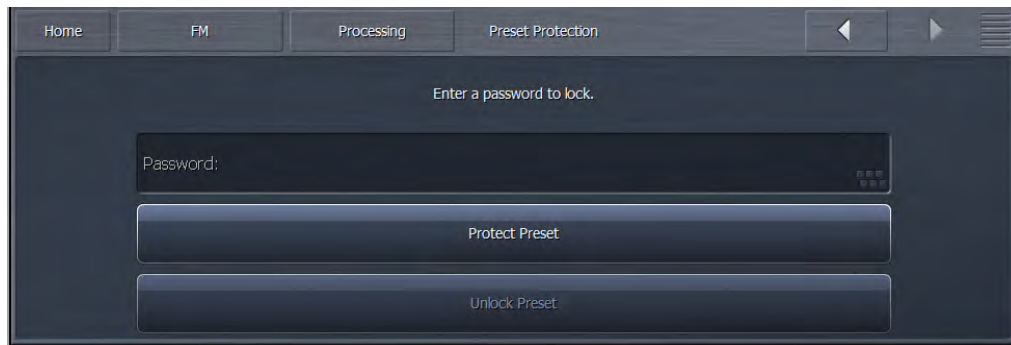 Home FM Processing Preset Protection
Enter a password to lock.
Password:
Protect Preset
Unlock Preset